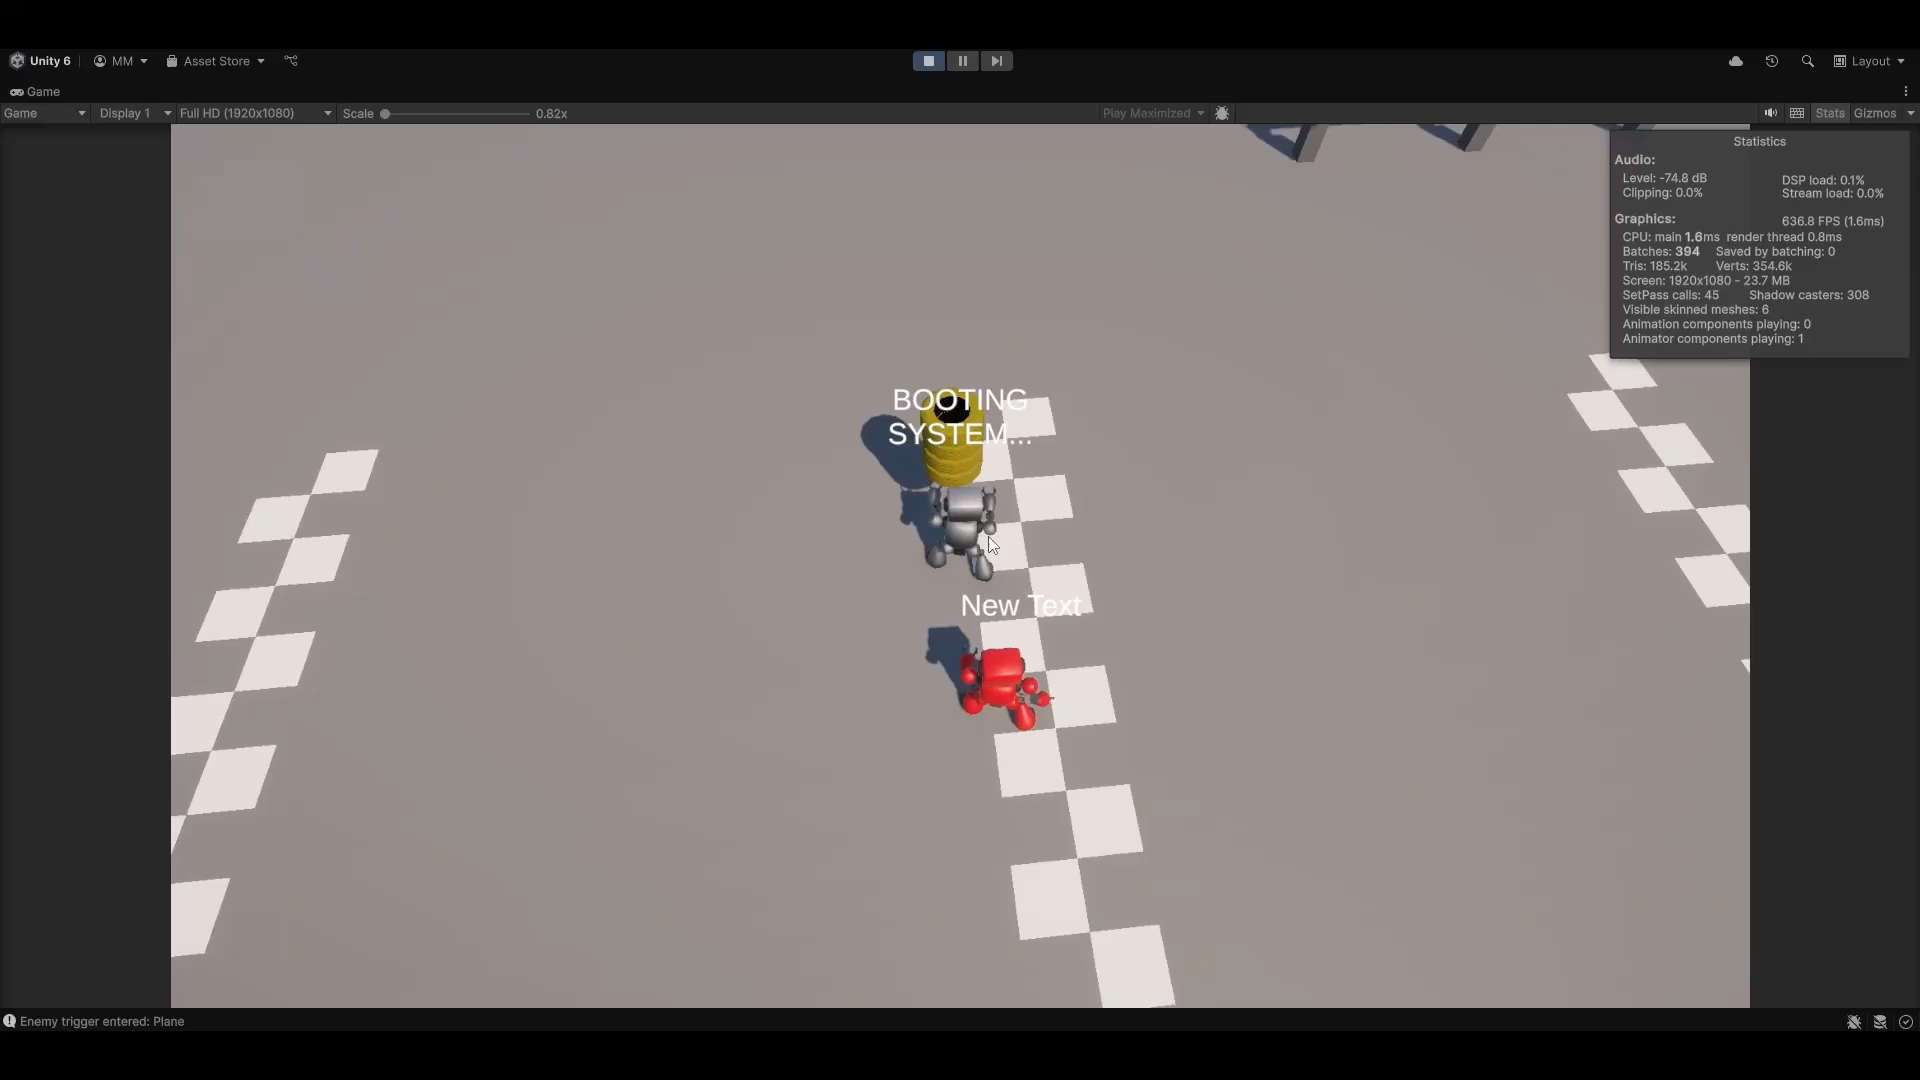 Unity 6 MM Asset Store Layout
Game
Game Display 1 Full HD (1920x1080) Scale 0.82x Play Maximized Stats Gizmos
Statistics
Audio:
Level: -74.8 dB DSP load: 0.1%
Clipping: 0.0% Stream load: 0.0%
Graphics: 636.8 FPS (1.6ms)
CPU: main 1.6ms render thread 0.8ms
Batches: 394 Saved by batching: 0
Tris: 185.2k Verts: 354.6k
Screen: 1920x1080 - 23.7 MB
SetPass calls: 45 Shadow casters: 308
Visible skinned meshes: 6
Animation components playing: 0
Animator components playing: 1
BOOTING
SYSTEM...
New Text
Enemy trigger entered: Plane